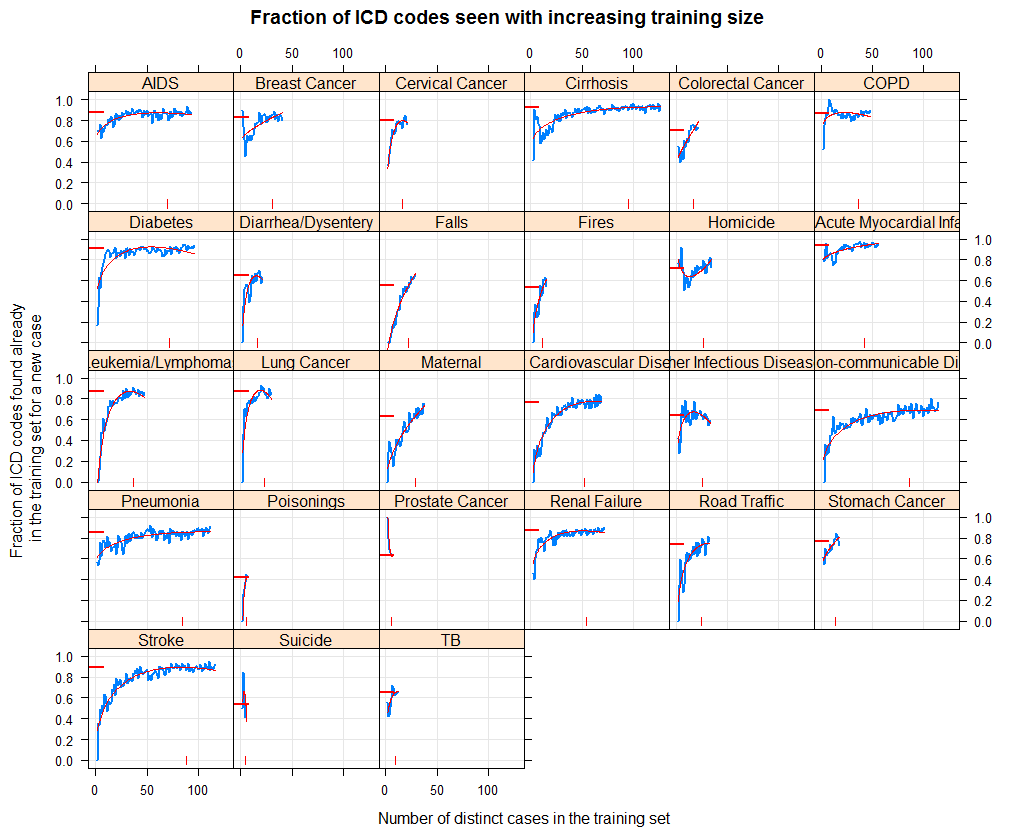 Fraction of ICD codes seen with increasing training size
0 50 100 0 50 100 0 50 100
AIDS Breast Cancer Cervical Cancer Cirrhosis Colorectal Cancer COPD
1.0
0.8
0.6
0.4
0.2
0.0
Diabetes Diarrhea/Dysentery Falls Fires Homicide Acute Myocardial Infa
1.0
0.8
0.6
0.4
0.2
0.0
eukemia/Lymphoma Lung Cancer Maternal Cardiovascular Dise her Infectious Diseas on-communicable Di
1.0
0.8
0.6
0.4
0.2
0.0
Pneumonia Poisonings Prostate Cancer Renal Failure Road Traffic Stomach Cancer
1.0
0.8
0.6
0.4
0.2
0.0
Stroke Suicide TB
1.0
0.8
0.6
0.4
0.2
0.0
0 50 100 0 50 100 0 50 100
Number of distinct cases in the training set
Fraction of ICD codes found already
in the training set for a new case